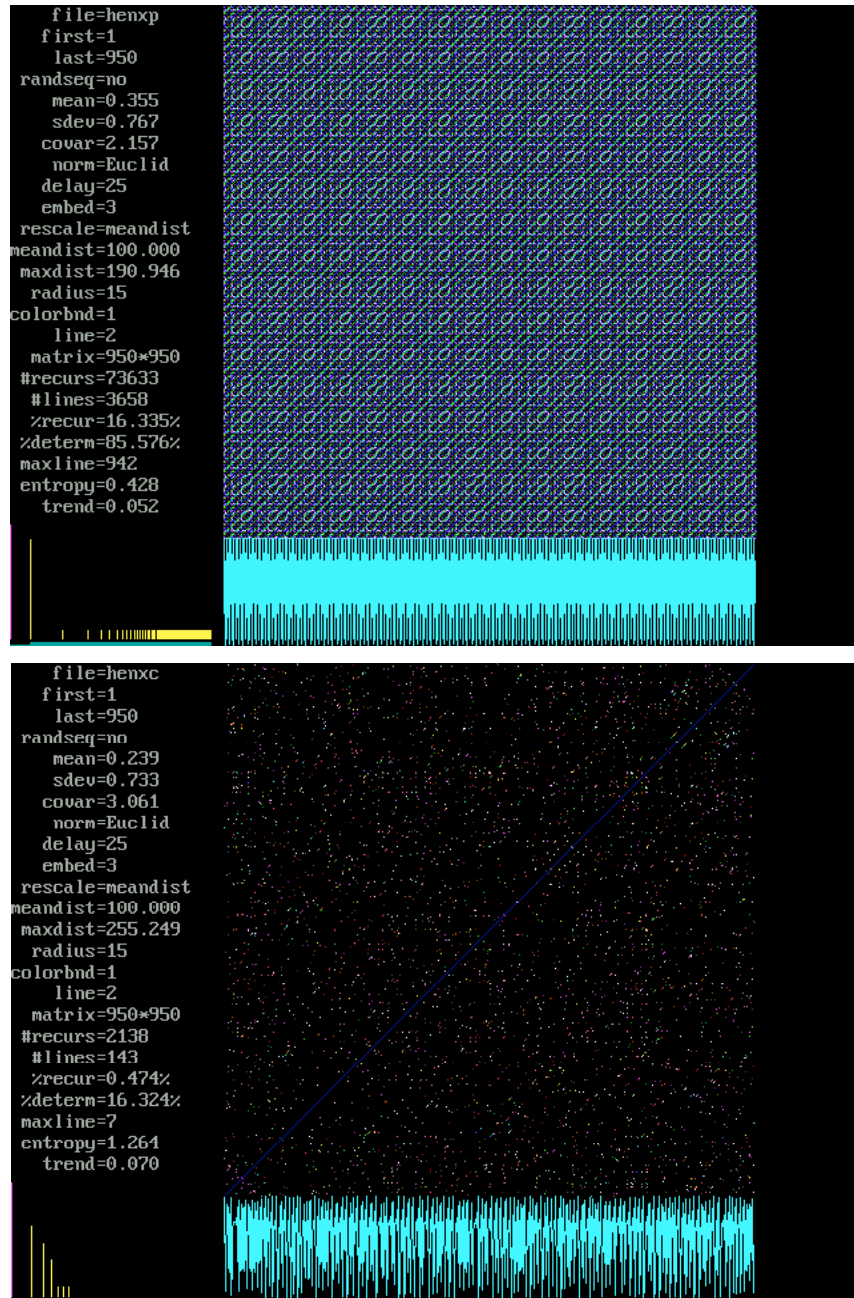 file=henxp
first=1
last=950
randseq=no
mean=0.355
sdev=0.767
covar=2.157
norm=Euclid
delay=25
embed=3
rescale=meandist
meandist=100.000
maxdist=190.946
radius=15
colorbnd=1
line=2
matrix=950*950
#recurs=73633
#lines=3658
%recur=16.335%
%determ=85.576%
maxline=942
entropy=0.428
trend=0.052
file=henxc
first=1
last=950
randseq=no
mean=0.239
sdev=0.733
covar=3.061
norm=Euclid
delay=25
embed=3
rescale=meandist
meandist=100.000
maxdist=255.249
radius=15
colorbnd=1
line=2
matrix=950*950
#recurs=2138
#lines=143
%recur=0.474%
%determ=16.324%
maxline=7
entropy=1.264
trend=0.070